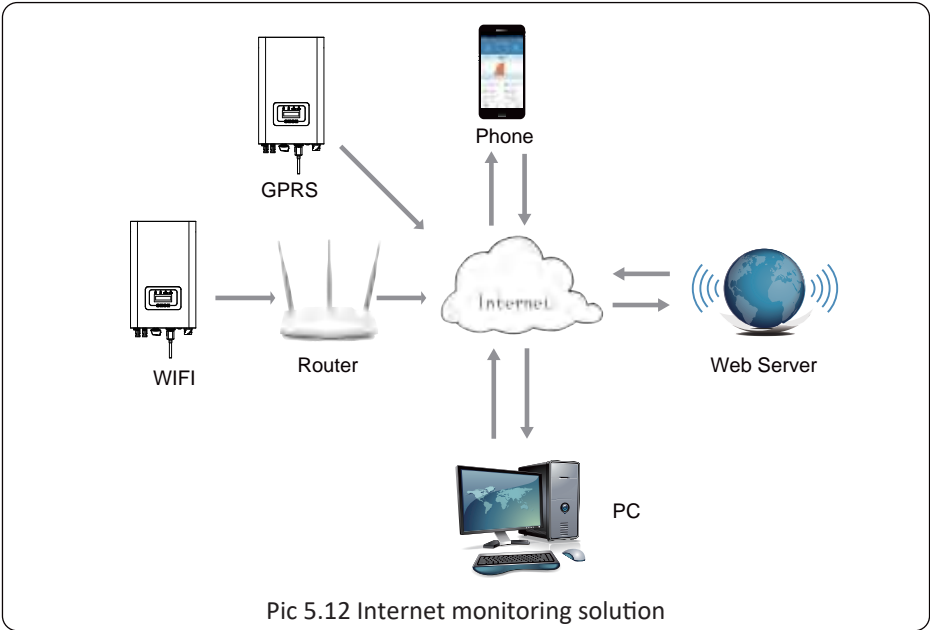 Phone
GPRS
Internet
Router
WIFI
Web Server
PC
Pic 5.12 Internet monitoring solution